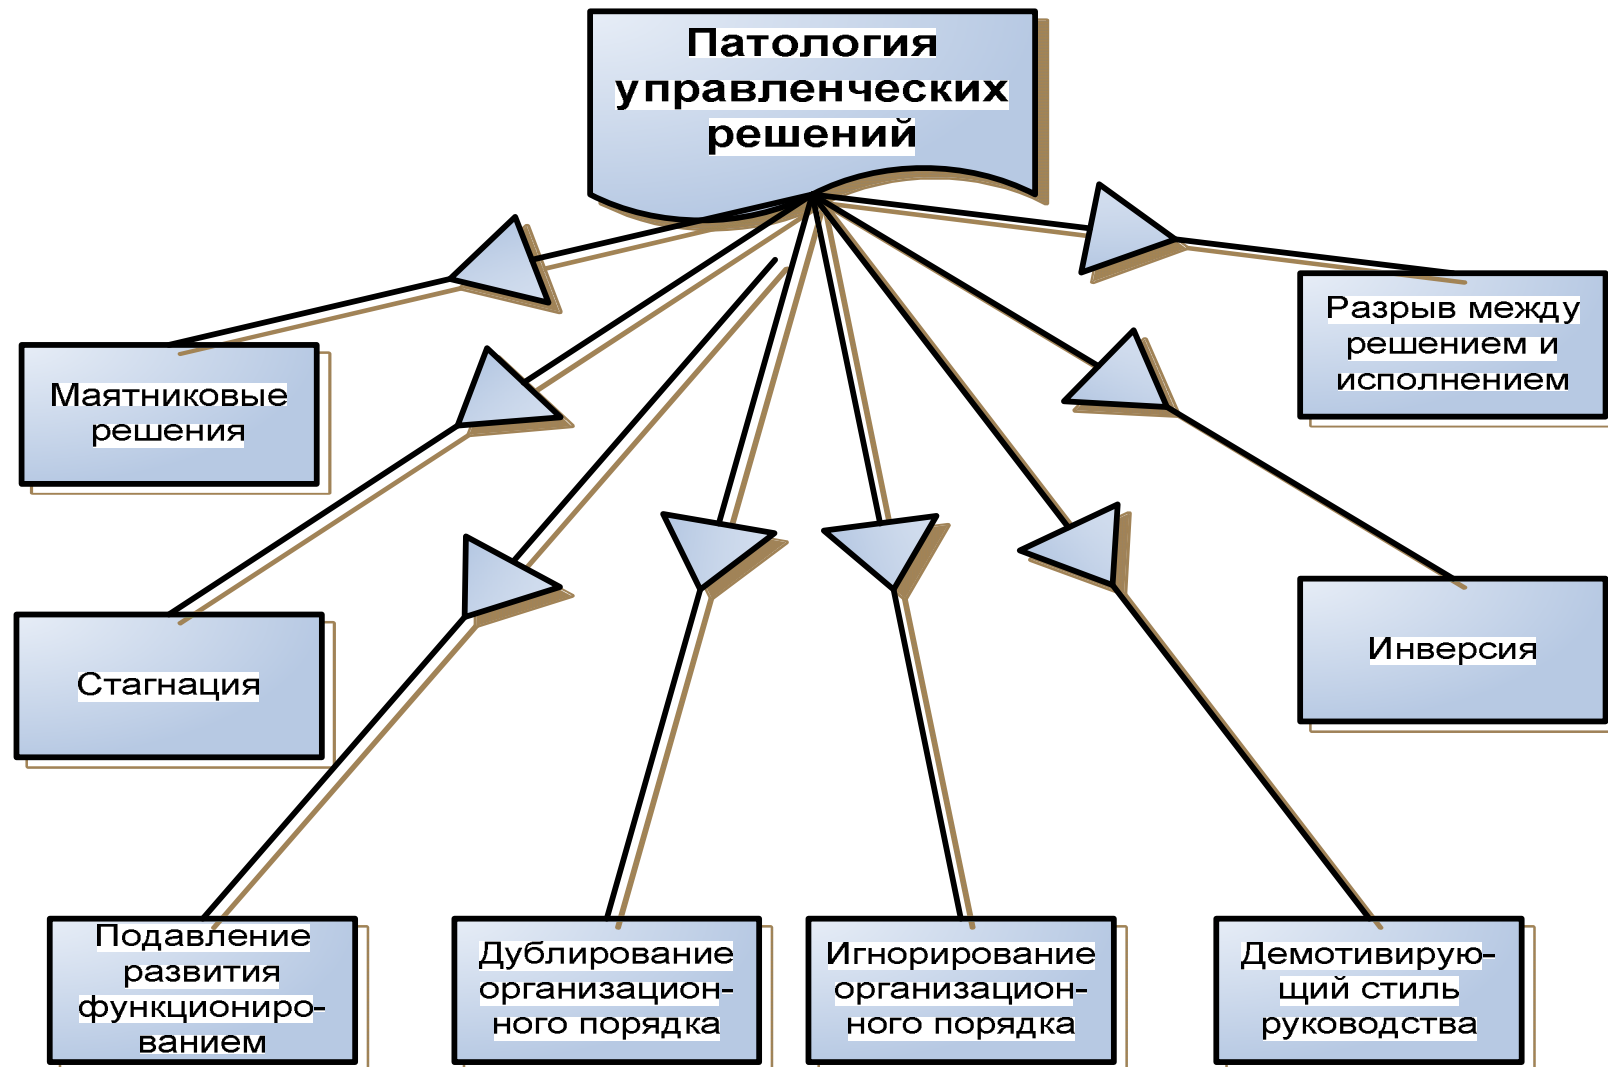 Патология
управленческих
решений
Маятниковые
решения
Разрыв между
решением и
исполнением
Стагнация
Инверсия
Подавление
развития
функциониро-
ванием
Дублирование
организацион-
ного порядка
Игнорирование
организацион-
ного порядка
Демотивирую-
щий стиль
руководства